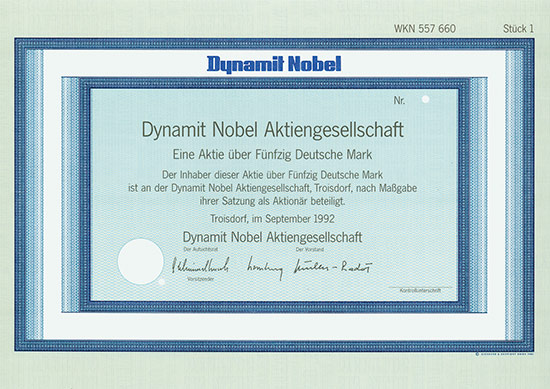 WKN 557 660 Stück 1
Dynamit Nobel
Nr.
Dynamit Nobel Aktiengesellschaft
Eine Aktie über Fünfzig Deutsche Mark
Der Inhaber dieser Aktie über Fünfzig Deutsche Mark
ist an der Dynamit Nobel Aktiengesellschaft, Troisdorf, nach Maßgabe
ihrer Satzung als Aktionär beteiligt.
Troisdorf, im September 1992
Dynamit Nobel Aktiengesellschaft
Der Aufsichtsrat Der Vorstand
Vorsitzender
Kontrollunterschrift